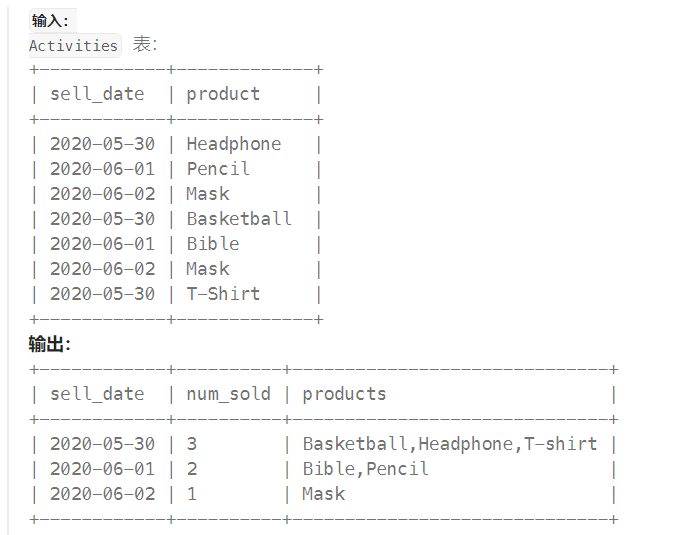 输入：
Activities 表：
+------------+-------------+
| sell_date  | product     |
+------------+-------------+
| 2020-05-30 | Headphone   |
| 2020-06-01 | Pencil      |
| 2020-06-02 | Mask        |
| 2020-05-30 | Basketball  |
| 2020-06-01 | Bible       |
| 2020-06-02 | Mask        |
| 2020-05-30 | T-Shirt     |
+------------+-------------+
输出：
+------------+----------+------------------------------+
| sell_date  | num_sold | products                     |
+------------+----------+------------------------------+
| 2020-05-30 | 3        | Basketball,Headphone,T-shirt |
| 2020-06-01 | 2        | Bible,Pencil                 |
| 2020-06-02 | 1        | Mask                         |
+------------+----------+------------------------------+